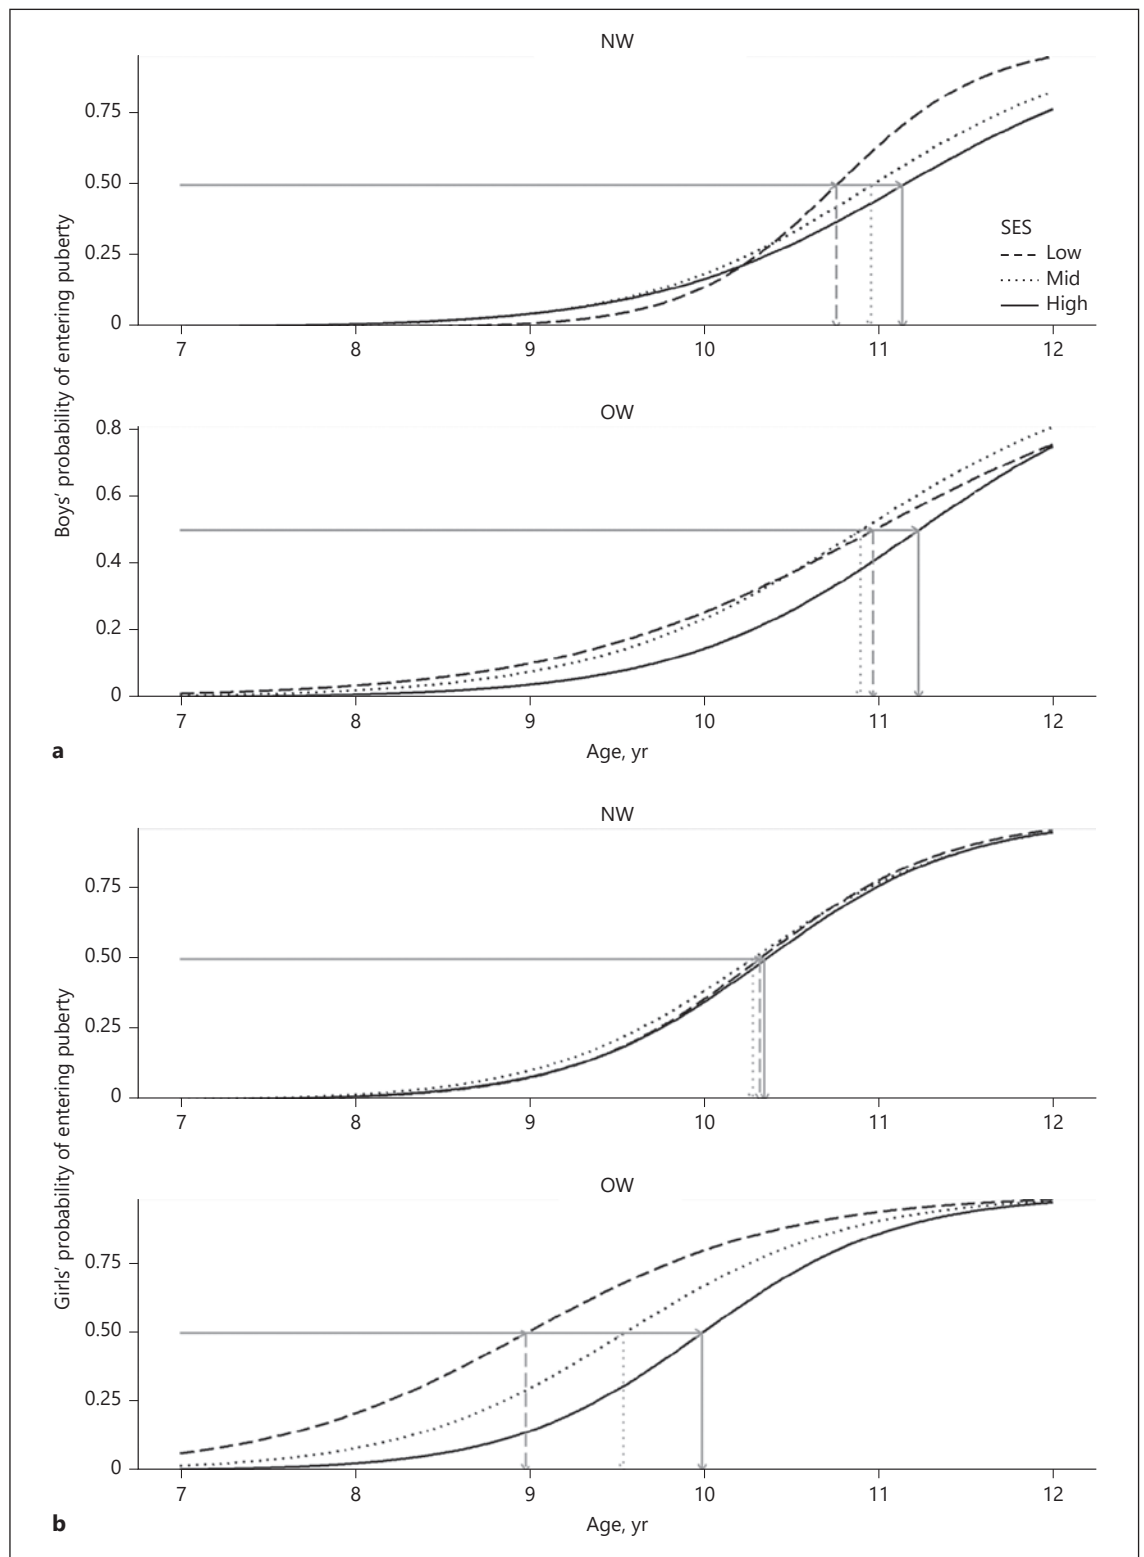 NW
0.75
0.50
0.25
0
7 8 9 10 11 12
SES
Low
Mid
High
OW
0.8
0.6
0.4
0.2
0
7 8 9 10 11 12
Boys’ probability of entering puberty
a
Age, yr
NW
0.75
0.50
0.25
0
7 8 9 10 11 12
OW
0.75
0.50
0.25
0
7 8 9 10 11 12
Girls’ probability of entering puberty
b
Age, yr